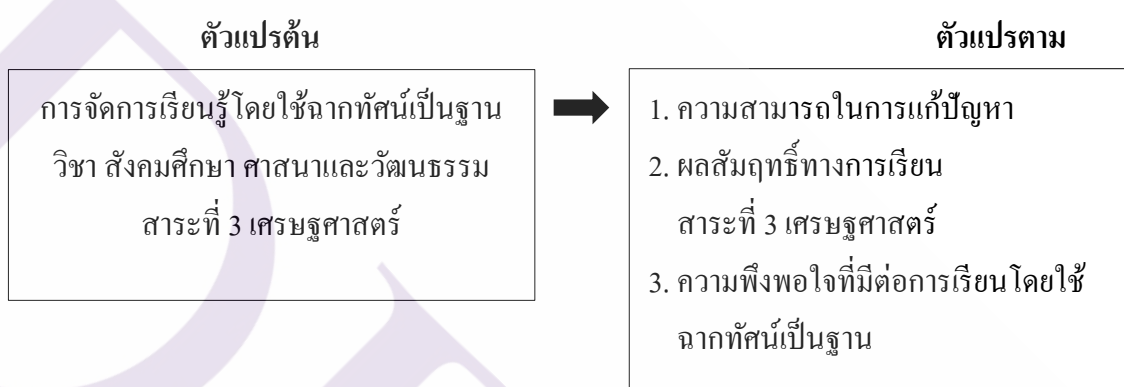 ตัวแปรต้น
การจัดการเรียนรู้โดยใช้ฉากทัศน์เป็นฐาน
วิชา สังคมศึกษา ศาสนาและวัฒนธรรม
สาระที่ 3 เศรษฐศาสตร์
ตัวแปรตาม
1. ความสามารถในการแก้ปัญหา
2. ผลสัมฤทธิ์ทางการเรียน
สาระที่ 3 เศรษฐศาสตร์
3. ความพึงพอใจที่มีต่อการเรียนโดยใช้
ฉากทัศน์เป็นฐาน